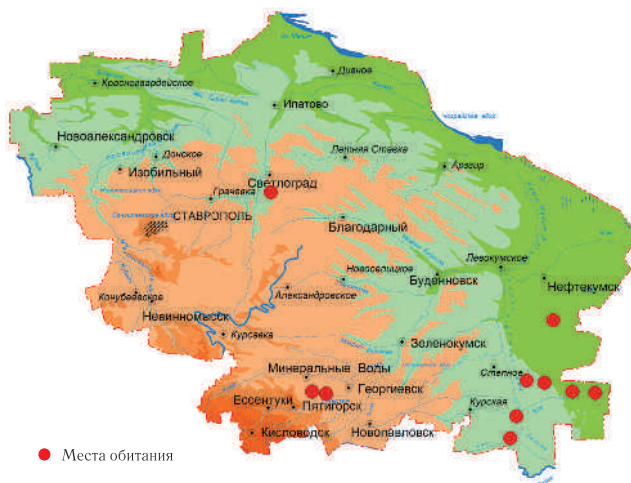 Дивное
Красногвардейское
Ипатово
Новоалександровск
Донское
Летняя Ставка
Изобильный
Арзгир
Светлоград
Грачевка
СТАВРОПОЛЬ
Благодарный
Левокумское
Новоселицкое
Буденновск
Нефтекумск
Кочубеевское
Александровское
Невинномысск
Курсавка
Зеленокумск
Минеральные Воды
Степное
Ессентуки
Георгиевск
Пятигорск
Курская
Кисловодск
Новопавловск
Места обитания